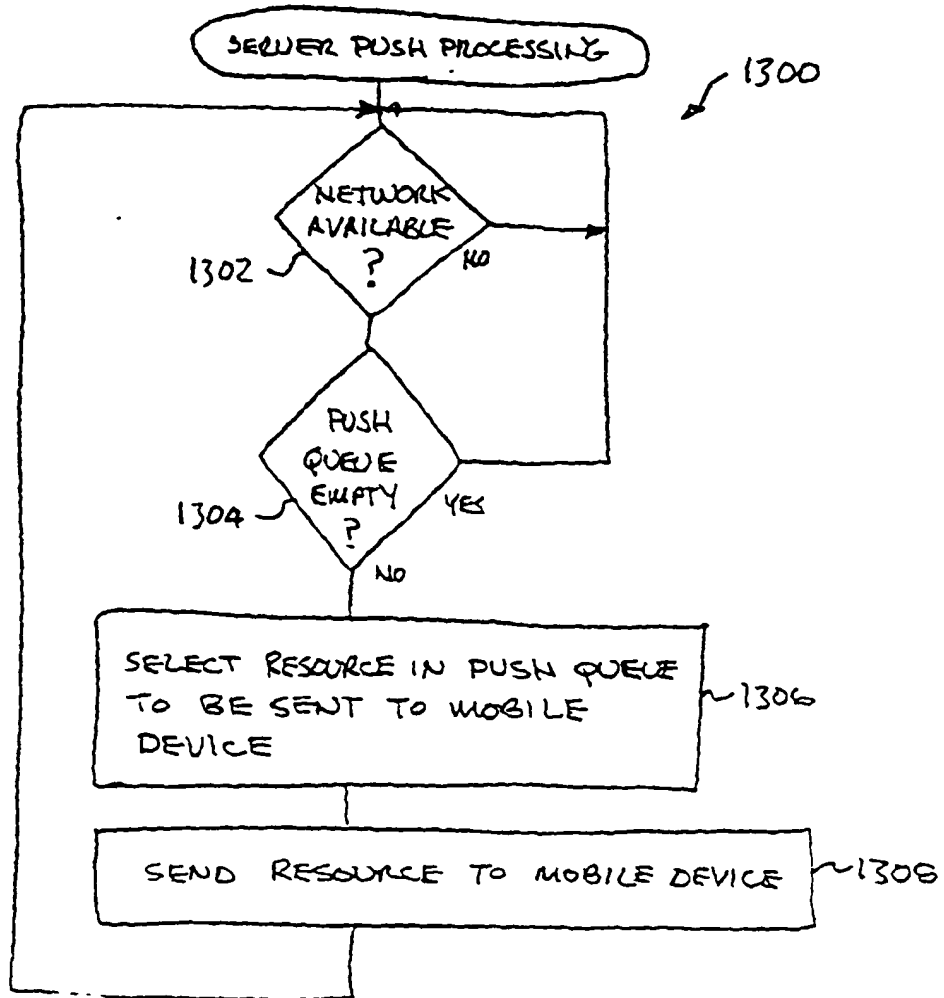 SERVER PUSH PROCESSING
1300
NETWORK
AVAILABLE
?
NO
1302
PUSH
QUEUE
EMPTY
?
YES
1304
NO
SELECT RESOURCE IN PUSH QUEUE
TO BE SENT TO MOBILE
DEVICE
1306
SEND RESOURCE TO MOBILE DEVICE
1308